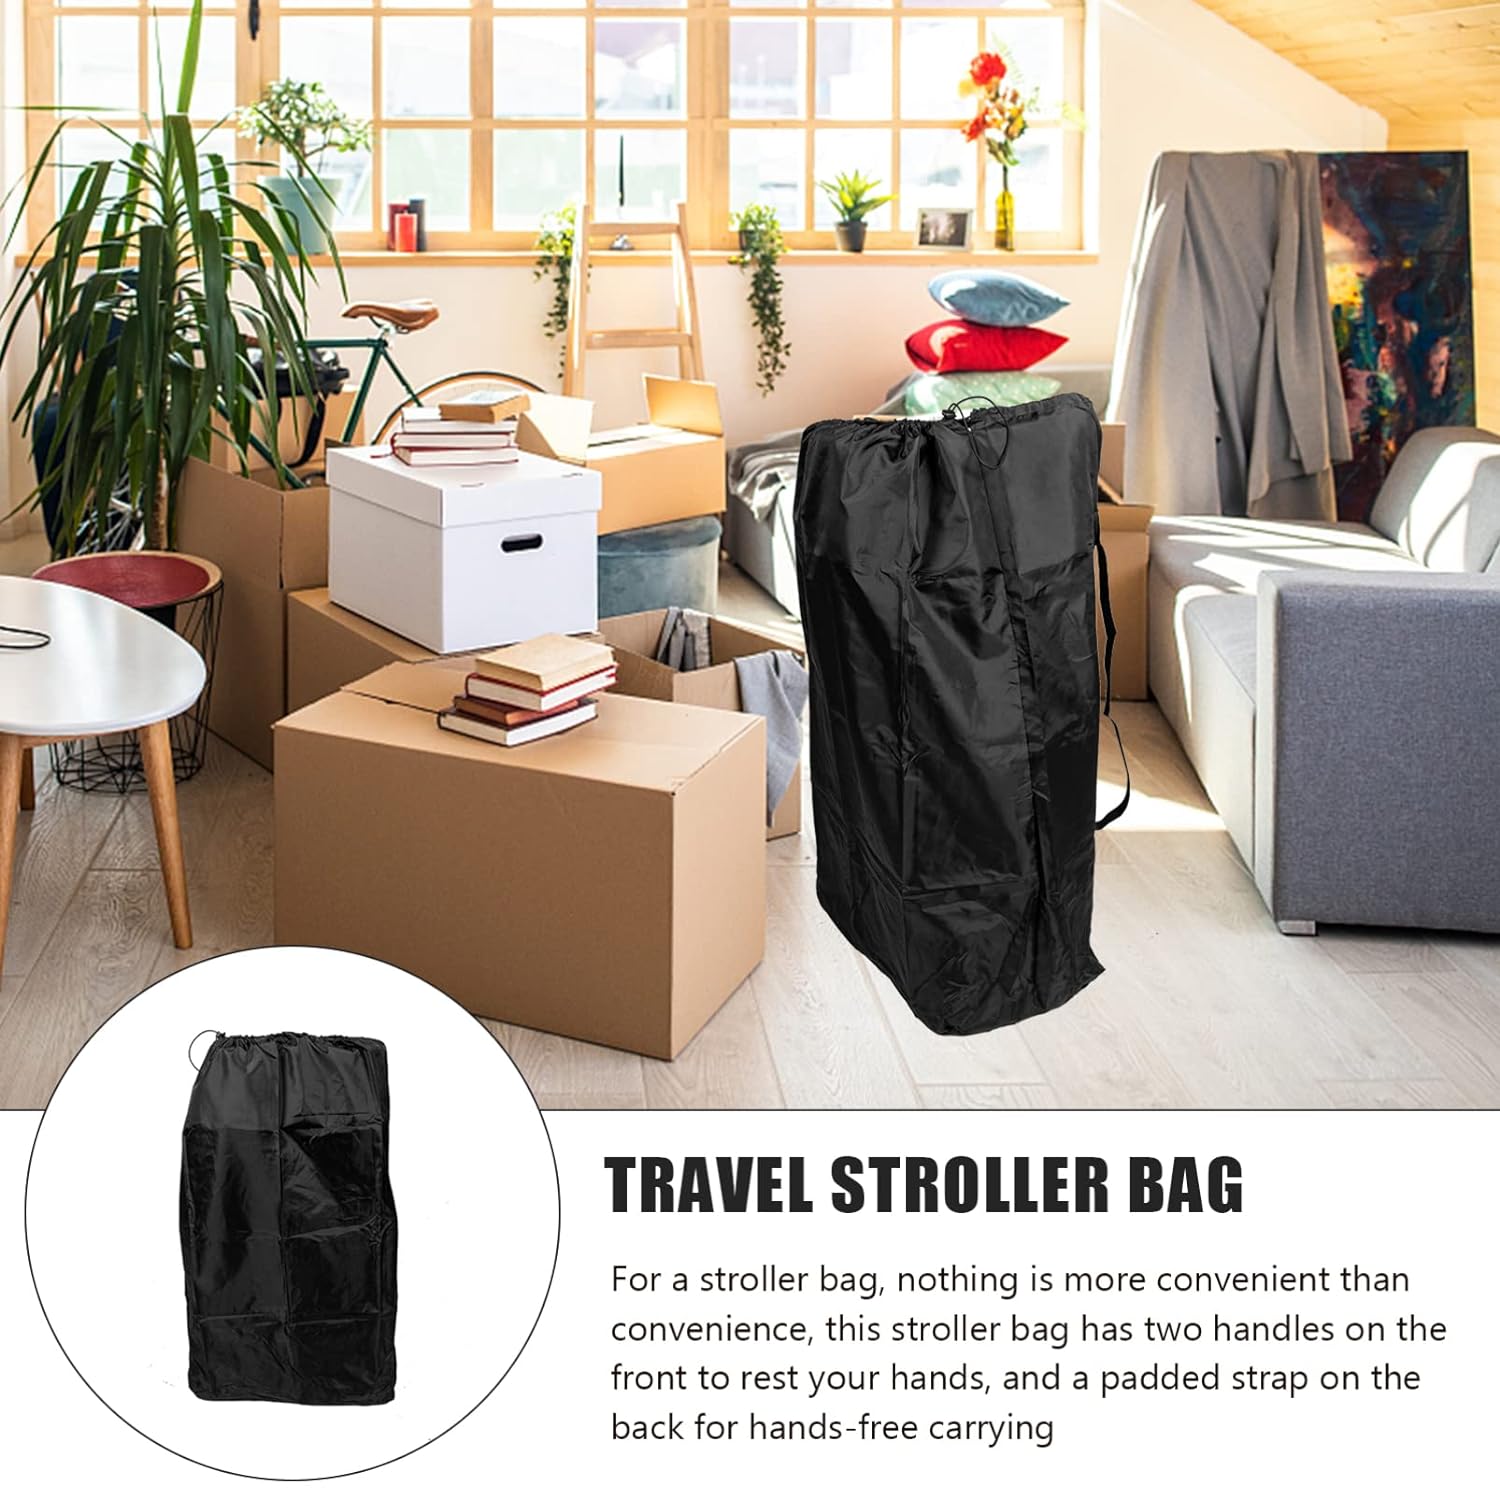 TRAVEL STROLLER BAG
For a stroller bag, nothing is more convenient than
convenience, this stroller bag has two handles on the
front to rest your hands, and a padded strap on the
back for hands-free carrying